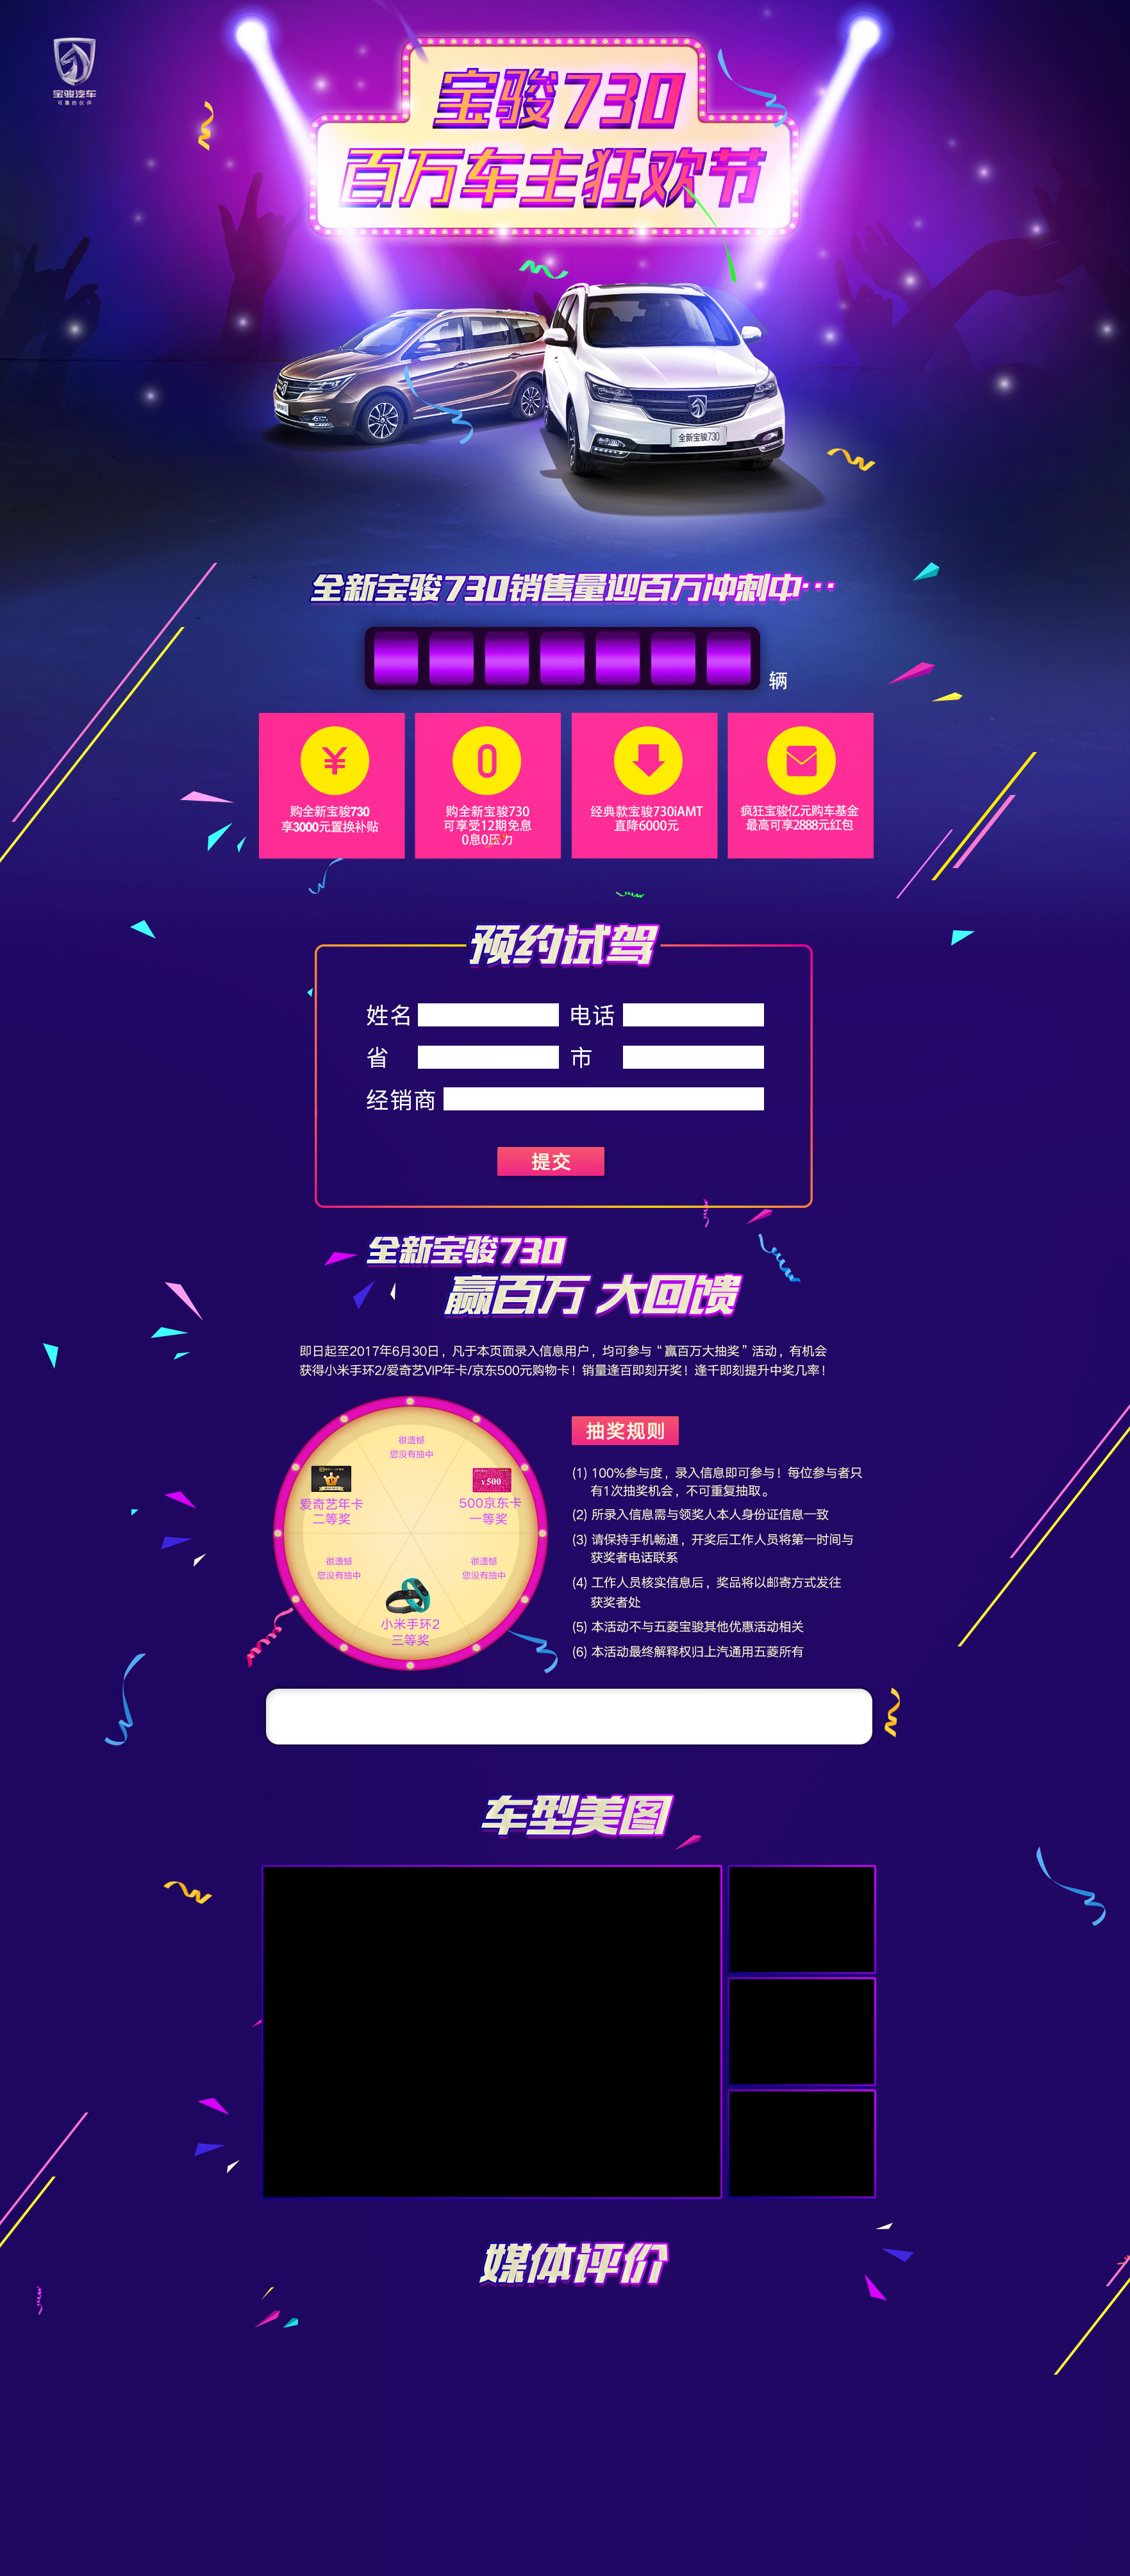 宝骏汽车
可靠的伙伴
宝骏730
百万车主狂欢节
全新宝骏730
全新宝骏730销售量迎百万冲刺中…
辆
¥
购全新宝骏730
享3000元置换补贴
0
购全新宝骏730
可享受12期免息
0息0压力
经典款宝骏730iAMT
直降6000元
疯狂宝骏亿元购车基金
最高可享2888元红包
预约试驾
姓名
电话
省
市
经销商
提交
全新宝骏730
赢百万 大回馈
即日起至2017年6月30日，凡于本页面录入信息用户，均可参与“赢百万大抽奖”活动，有机会
获得小米手环2/爱奇艺VIP年卡/京东500元购物卡！销量逢百即刻开奖！逢千即刻提升中奖几率！
很遗憾
您没有抽中
爱奇艺年卡
二等奖
¥500
500京东卡
一等奖
很遗憾
您没有抽中
很遗憾
您没有抽中
小米手环2
三等奖
抽奖规则
(1) 100%参与度，录入信息即可参与！每位参与者只
有1次抽奖机会，不可重复抽取。
(2) 所录入信息需与领奖人本人身份证信息一致
(3) 请保持手机畅通，开奖后工作人员将第一时间与
获奖者电话联系
(4) 工作人员核实信息后，奖品将以邮寄方式发往
获奖者处
(5) 本活动不与五菱宝骏其他优惠活动相关
(6) 本活动最终解释权归上汽通用五菱所有
车型美图
媒体评价